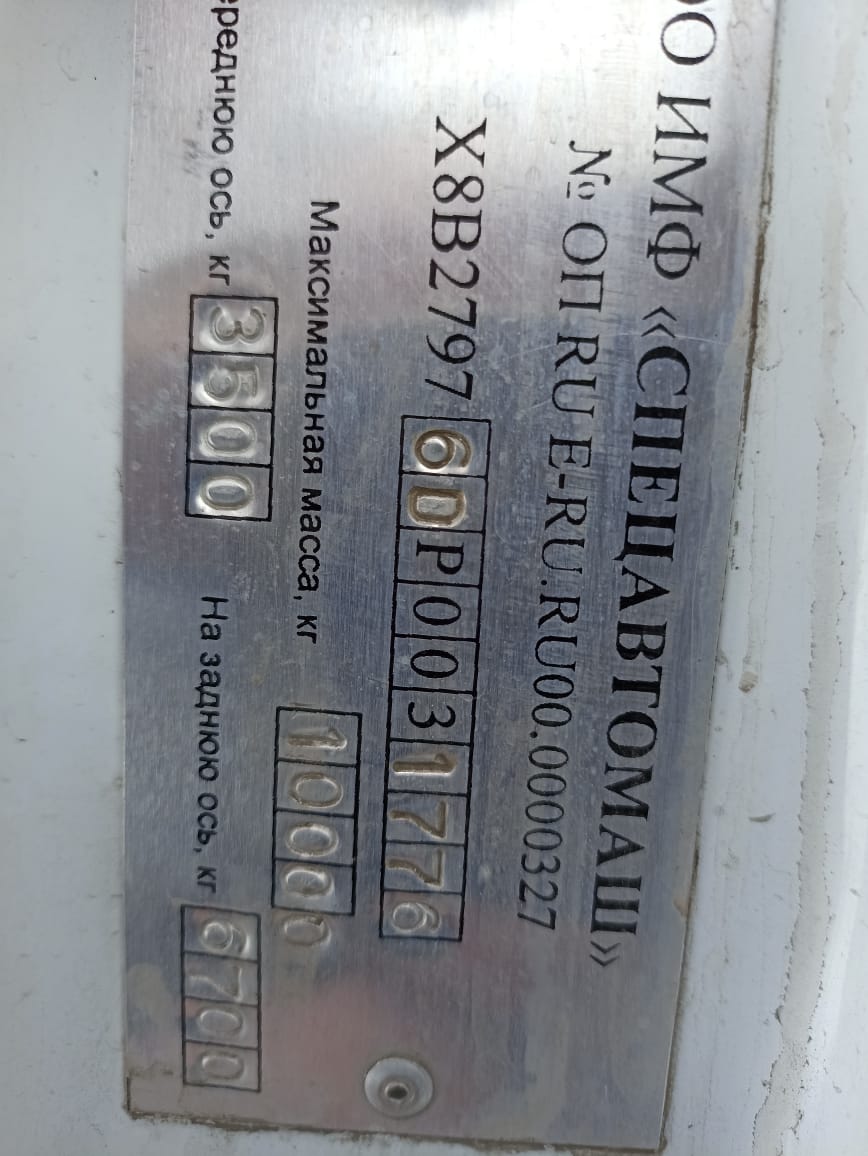 ИМФ «СПЕЦАВТОМАШ»
№ ОП RU E-RU.RU00.0000327
X8B27976DP0031776
Максимальная масса, кг 10000
ереднюю ось, кг 3500 На заднюю ось, кг 6700